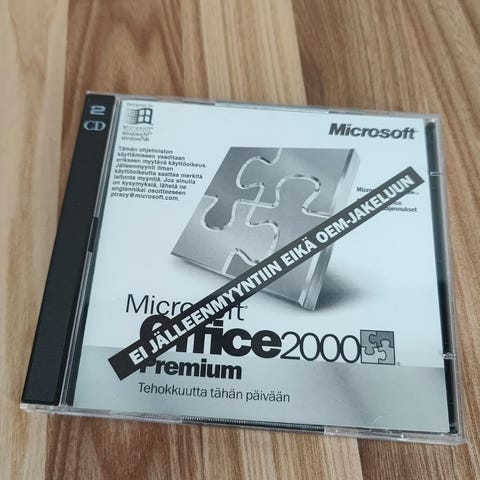 2
CD
Designed for
Microsoft
Windows NT
Windows 98
Microsoft
Tämän ohjelmiston
käyttämiseen vaaditaan
erikseen myytävä käyttöoikeus.
Jälleenmyynti ilman
käyttöoikeutta saattaa merkitä
laitonta myyntiä. Jos sinulla
on kysymyksiä, lähetä ne
englanniksi osoitteeseen
piracy@microsoft.com.
EI JÄLLEENMYYNTIIN EIKÄ OEM-JAKELUUN
Microsoft
Office 2000
Premium
Tehokkuutta tähän päivään